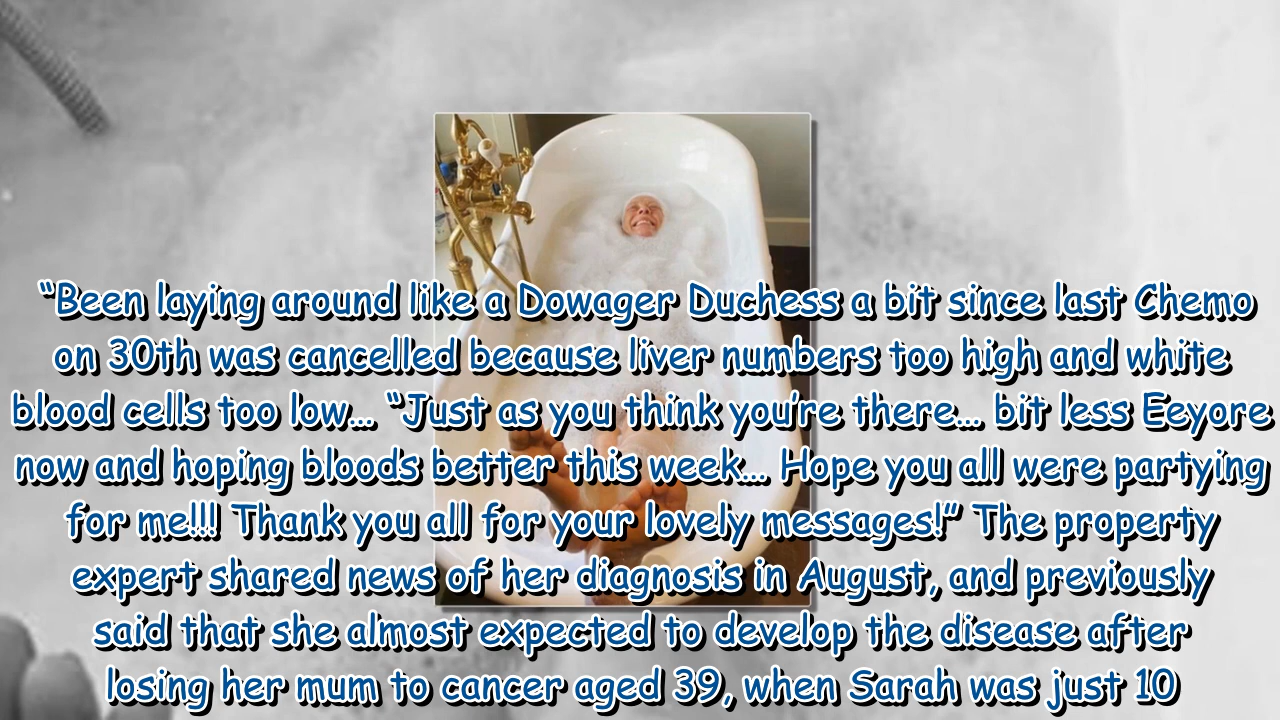 “Been laying around like a Dowager Duchess a bit since last Chemo
on 30th was cancelled because liver numbers too high and white
blood cells too low... “Just as you think you’re there... bit less Eeyore
now and hoping bloods better this week... Hope you all were partying
for me!!! Thank you all for your lovely messages!” The property
expert shared news of her diagnosis in August, and previously
said that she almost expected to develop the disease after
losing her mum to cancer aged 39, when Sarah was just 10